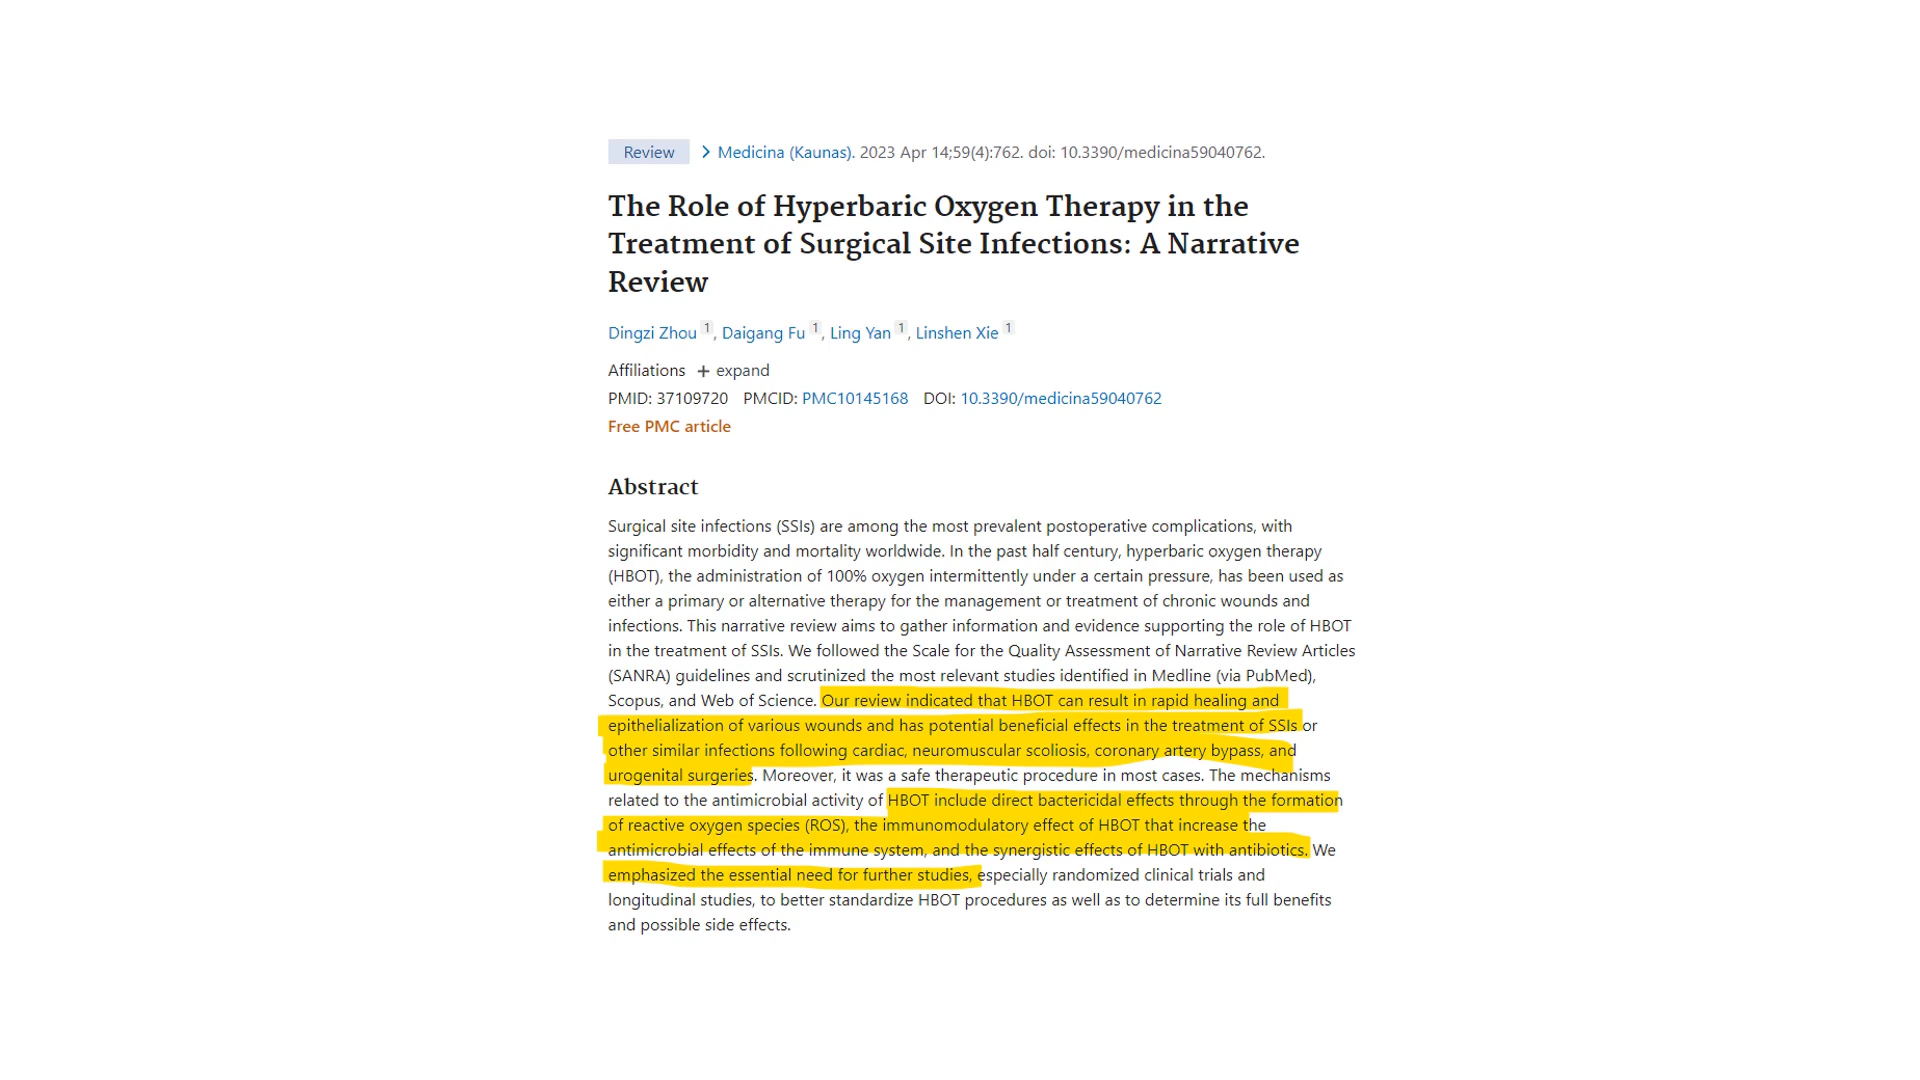 Review > Medicina (Kaunas). 2023 Apr 14;59(4):762. doi: 10.3390/medicina59040762.
The Role of Hyperbaric Oxygen Therapy in the
Treatment of Surgical Site Infections: A Narrative
Review
Dingzi Zhou 1, Daigang Fu 1, Ling Yan 1, Linshen Xie 1
Affiliations + expand
PMID: 37109720 PMCID: PMC10145168 DOI: 10.3390/medicina59040762
Free PMC article
Abstract
Surgical site infections (SSIs) are among the most prevalent postoperative complications, with
significant morbidity and mortality worldwide. In the past half century, hyperbaric oxygen therapy
(HBOT), the administration of 100% oxygen intermittently under a certain pressure, has been used as
either a primary or alternative therapy for the management or treatment of chronic wounds and
infections. This narrative review aims to gather information and evidence supporting the role of HBOT
in the treatment of SSIs. We followed the Scale for the Quality Assessment of Narrative Review Articles
(SANRA) guidelines and scrutinized the most relevant studies identified in Medline (via PubMed),
Scopus, and Web of Science. Our review indicated that HBOT can result in rapid healing and
epithelialization of various wounds and has potential beneficial effects in the treatment of SSIs or
other similar infections following cardiac, neuromuscular scoliosis, coronary artery bypass, and
urogenital surgeries. Moreover, it was a safe therapeutic procedure in most cases. The mechanisms
related to the antimicrobial activity of HBOT include direct bactericidal effects through the formation
of reactive oxygen species (ROS), the immunomodulatory effect of HBOT that increase the
antimicrobial effects of the immune system, and the synergistic effects of HBOT with antibiotics. We
emphasized the essential need for further studies, especially randomized clinical trials and
longitudinal studies, to better standardize HBOT procedures as well as to determine its full benefits
and possible side effects.